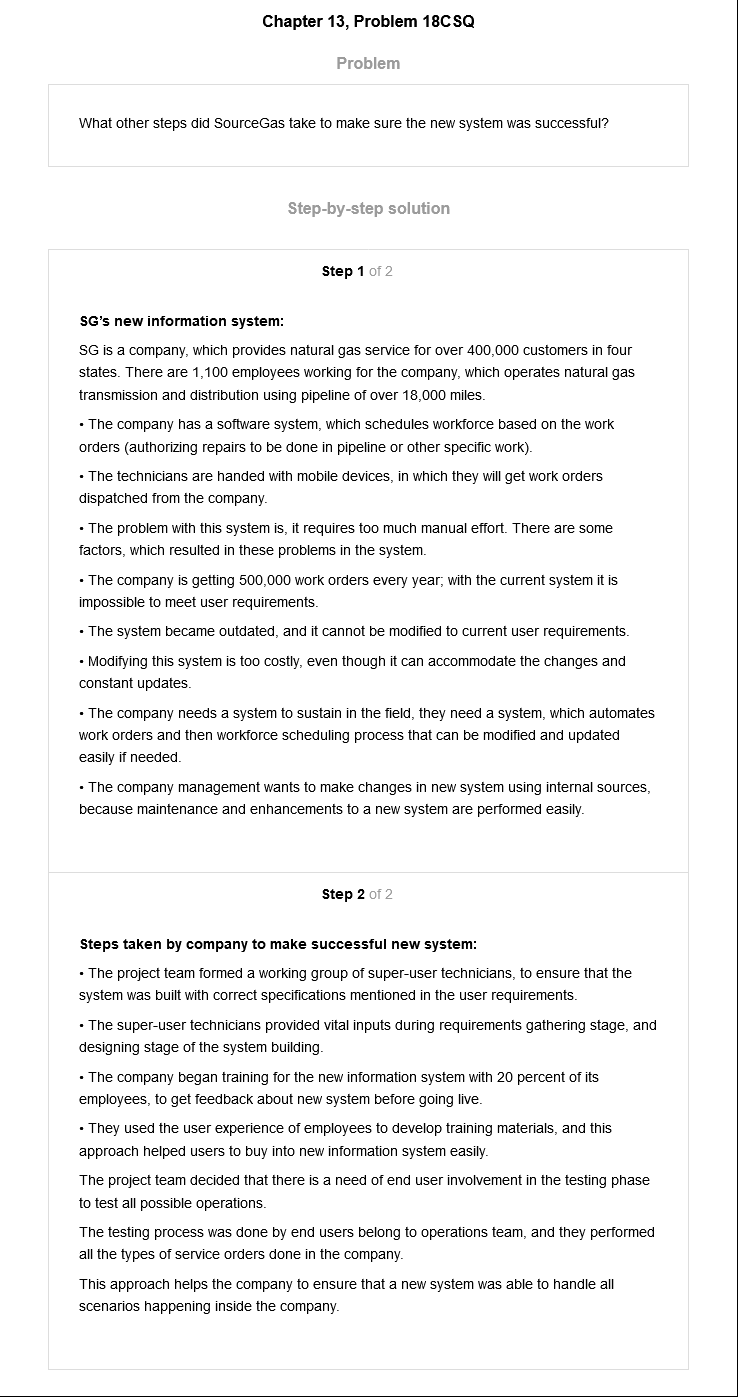 Chapter 13, Problem 18CSQ
Problem
What other steps did SourceGas take to make sure the new system was successful?
Step-by-step solution
Step 1 of 2
SG's new information system:
SG is a company, which provides natural gas service for over 400,000 customers in four
states. There are 1,100 employees working for the company, which operates natural gas
transmission and distribution using pipeline of over 18,000 miles.
• The company has a software system, which schedules workforce based on the work
orders (authorizing repairs to be done in pipeline or other specific work).
• The technicians are handed with mobile devices, in which they will get work orders
dispatched from the company.
• The problem with this system is, it requires too much manual effort. There are some
factors, which resulted in these problems in the system.
• The company is getting 500,000 work orders every year; with the current system it is
impossible to meet user requirements.
• The system became outdated, and it cannot be modified to current user requirements.
• Modifying this system is too costly, even though it can accommodate the changes and
constant updates.
• The company needs a system to sustain in the field, they need a system, which automates
work orders and then workforce scheduling process that can be modified and updated
easily if needed.
• The company management wants to make changes in new system using internal sources,
because maintenance and enhancements to a new system are performed easily.
Step 2 of 2
Steps taken by company to make successful new system:
• The project team formed a working group of super-user technicians, to ensure that the
system was built with correct specifications mentioned in the user requirements.
• The super-user technicians provided vital inputs during requirements gathering stage, and
designing stage of the system building.
• The company began training for the new information system with 20 percent of its
employees, to get feedback about new system before going live.
• They used the user experience of employees to develop training materials, and this
approach helped users to buy into new information system easily.
The project team decided that there is a need of end user involvement in the testing phase
to test all possible operations.
The testing process was done by end users belong to operations team, and they performed
all the types of service orders done in the company.
This approach helps the company to ensure that a new system was able to handle all
scenarios happening inside the company.